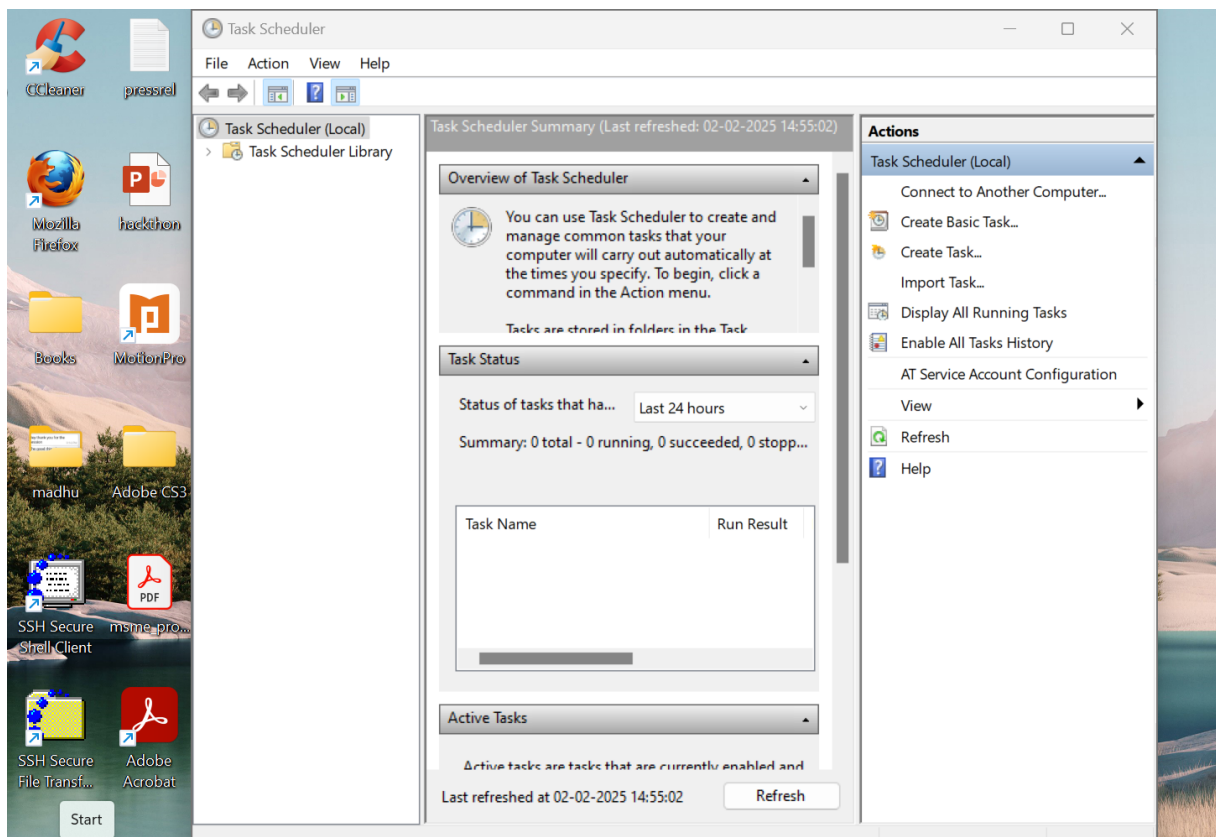 CCleaner
pressrel
Mozilla
Firefox
hackithon
Books
MotionPro
madhu
Adobe CS3
SSH Secure
Shell Client
PDF
msme_pro...
SSH Secure
File Transf...
Adobe
Acrobat
Start
Task Scheduler
File Action View Help
Task Scheduler (Local)
Task Scheduler Library
Task Scheduler Summary (Last refreshed: 02-02-2025 14:55:02)
Overview of Task Scheduler
You can use Task Scheduler to create and
manage common tasks that your
computer will carry out automatically at
the times you specify. To begin, click a
command in the Action menu.
Tasks are stored in folders in the Task
Task Status
Status of tasks that ha... Last 24 hours
Summary: 0 total - 0 running, 0 succeeded, 0 stopp...
Task Name Run Result
Active Tasks
Active tasks are tasks that are currently enabled and
Last refreshed at 02-02-2025 14:55:02 Refresh
Actions
Task Scheduler (Local)
Connect to Another Computer...
Create Basic Task...
Create Task...
Import Task...
Display All Running Tasks
Enable All Tasks History
AT Service Account Configuration
View
Refresh
Help